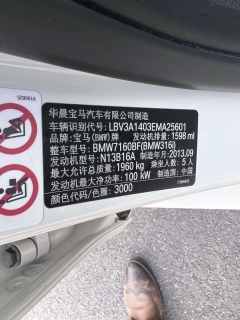 华晨宝马汽车有限公司制造
车辆识别代号: LBV3A1403EMA25601
品牌: 宝马(BMW) 发动机排量: 1598 ml
整车型号: BMW7160BF(BMW316i)
发动机型号: N13B16A 制造年月: 2013.09
最大允许总质量: 1960 kg 乘坐人数: 5人
发动机最大净功率: 100 kW 制造国: 中国
颜色代码/色圈: 3000